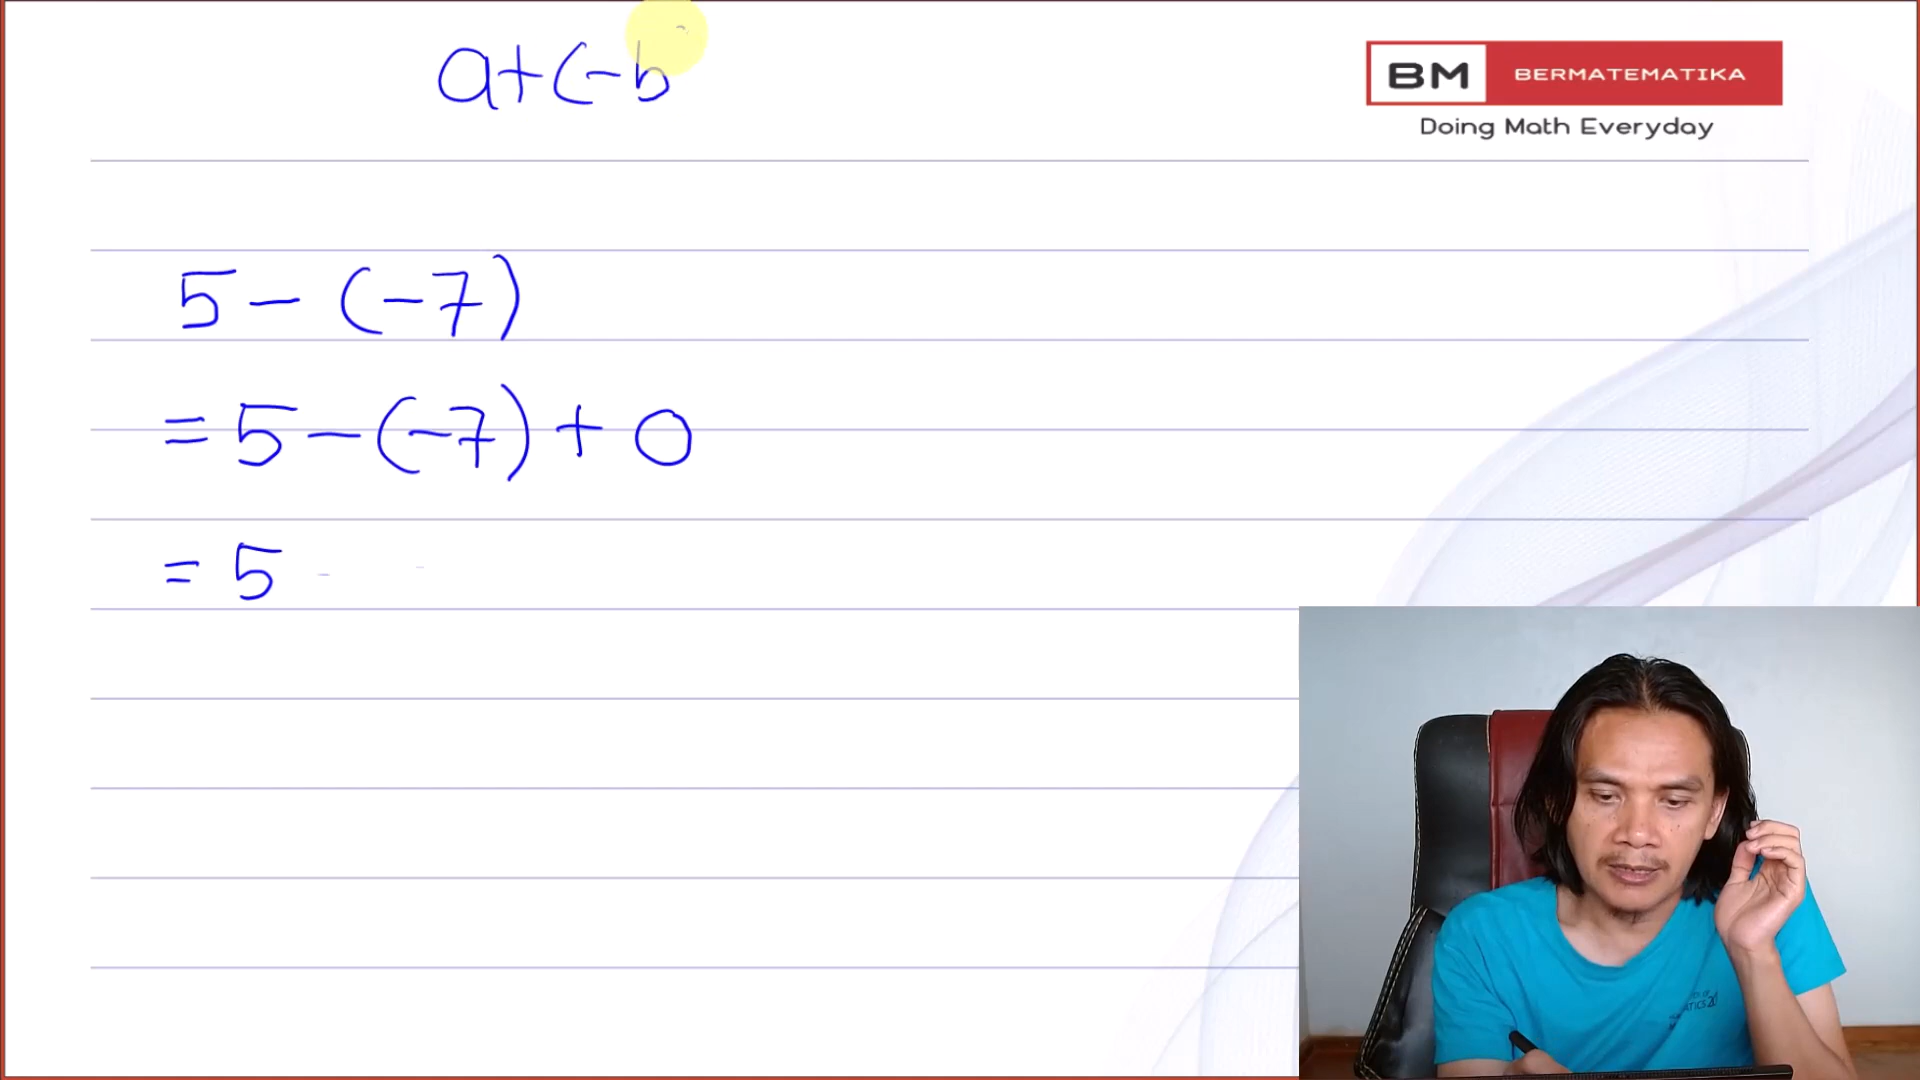 a+(-b
BM BERMATEMATIKA
Doing Math Everyday
5 - (-7)
= 5 - (-7) + 0
= 5